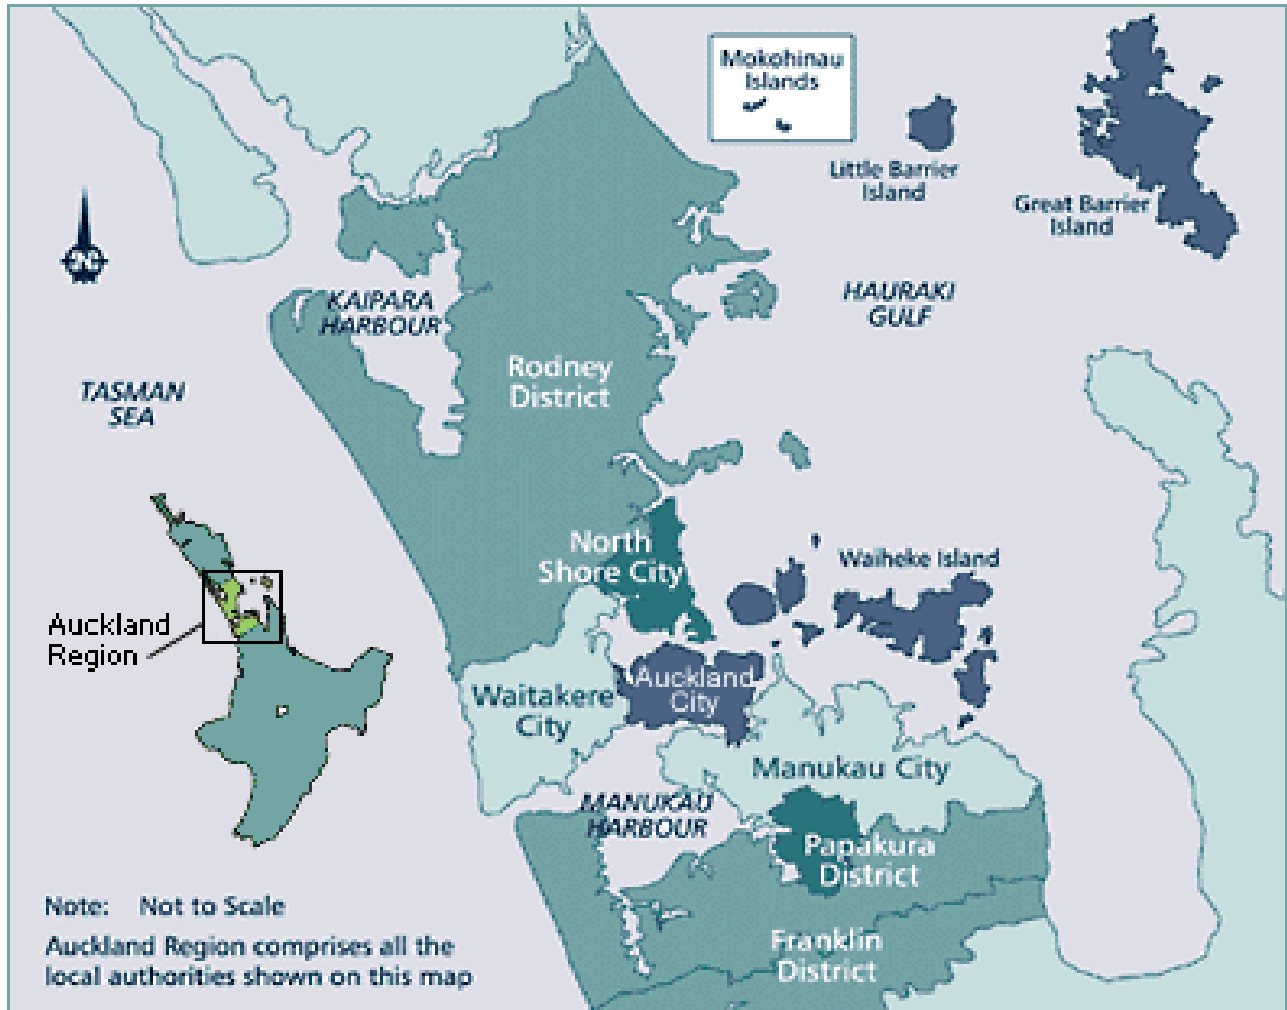 Mokohinau
Islands
Little Barrier
Island
Great Barrier
Island
N
KAIPARA
HARBOUR
HAURAKI
GULF
Rodney
District
TASMAN
SEA
North
Shore City
Waiheke Island
Auckland
Region
Auckland
City
Waitakere
City
Manukau City
MANUKAU
HARBOUR
Papakura
District
Franklin
District
Note: Not to Scale
Auckland Region comprises all the
local authorities shown on this map